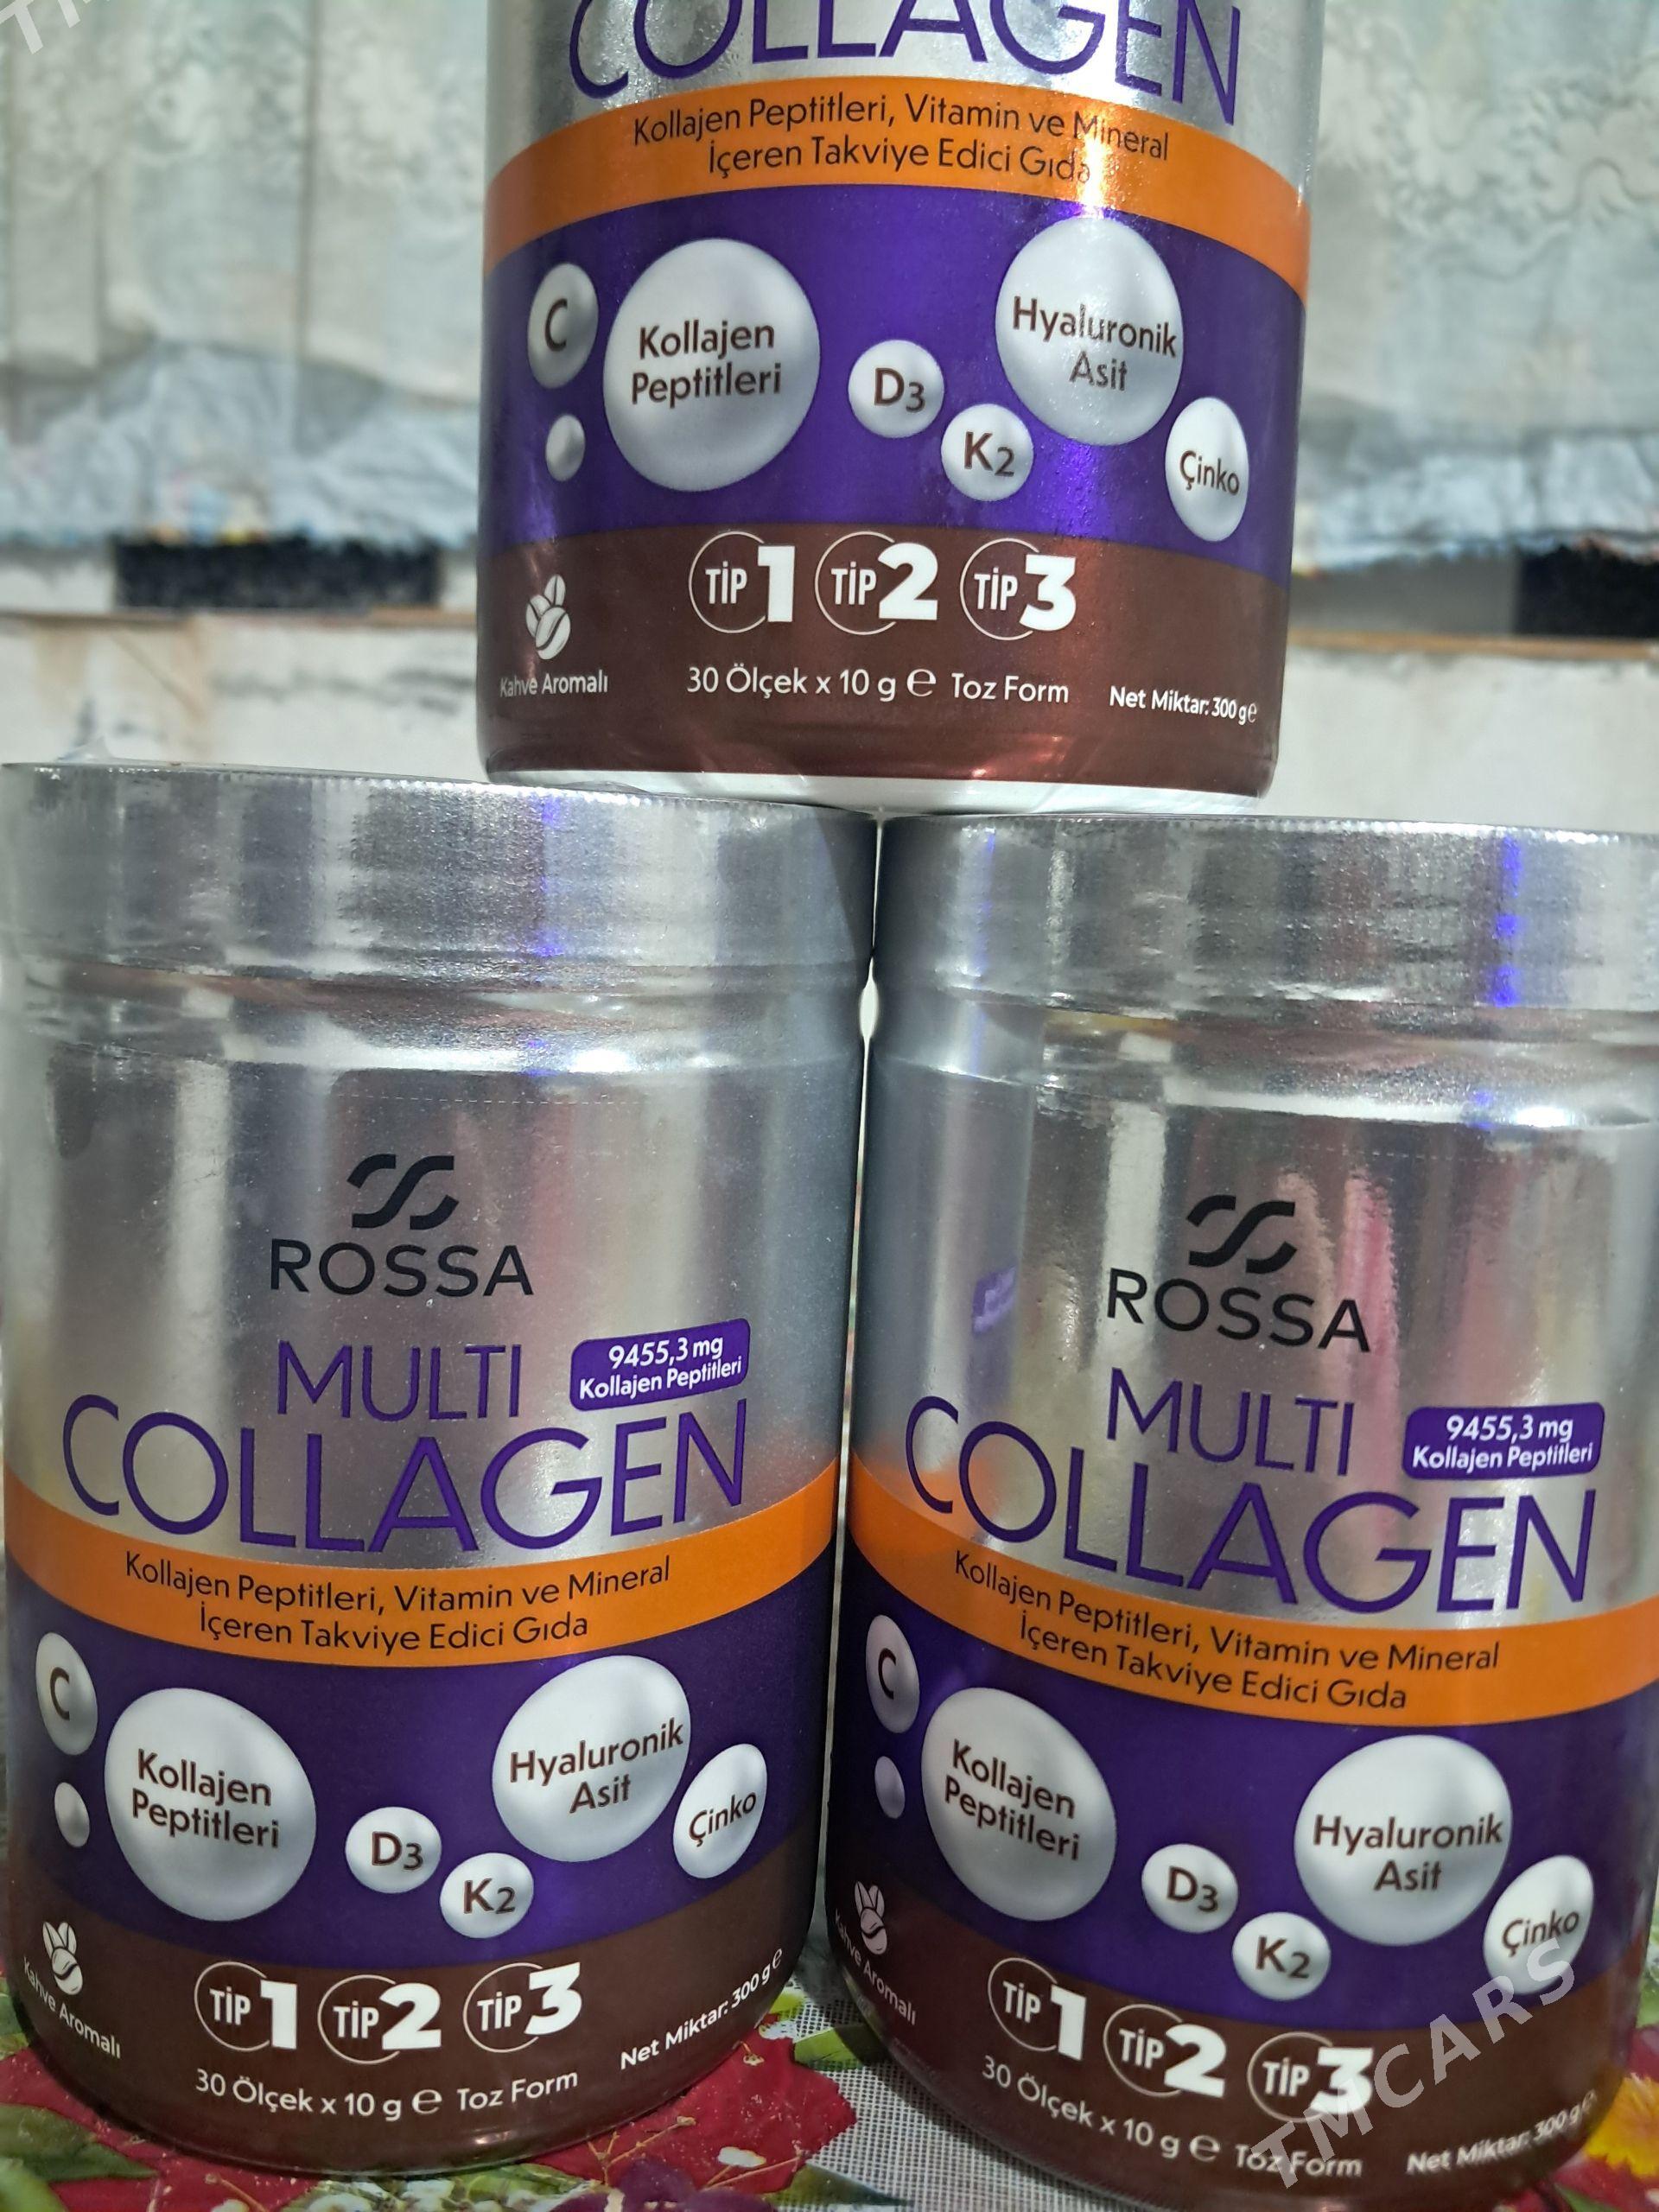 COLLAGEN
Kollajen Peptitleri, Vitamin ve Mineral
İçeren Takviye Edici Gıda
C
Kollajen
Peptitleri
D3
K2
Hyaluronik
Asit
Çinko
TİP 1 TİP 2 TİP 3
Kahve Aromalı
30 Ölçek x 10 g ℮ Toz Form
Net Miktar: 300 g ℮
ROSSA
MULTI
9455,3 mg
Kollajen Peptitleri
COLLAGEN
Kollajen Peptitleri, Vitamin ve Mineral
İçeren Takviye Edici Gıda
C
Kollajen
Peptitleri
D3
K2
Hyaluronik
Asit
Çinko
TİP 1 TİP 2 TİP 3
Kahve Aromalı
30 Ölçek x 10 g ℮ Toz Form
Net Miktar: 300 g ℮
ROSSA
MULTI
9455,3 mg
Kollajen Peptitleri
COLLAGEN
Kollajen Peptitleri, Vitamin ve Mineral
İçeren Takviye Edici Gıda
C
Kollajen
Peptitleri
D3
K2
Hyaluronik
Asit
Çinko
TİP 1 TİP 2 TİP 3
Kahve Aromalı
30 Ölçek x 10 g ℮ Toz Form
Net Miktar: 300 g ℮
TMCARS